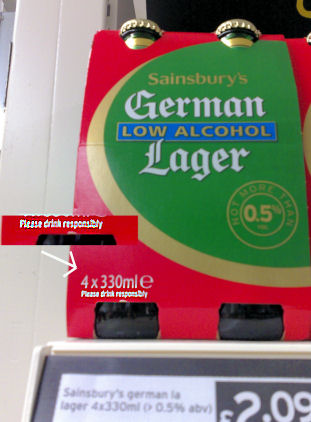 Sainsbury's
German
LOW ALCOHOL
Lager
NOT MORE THAN
0.5%
VOL
Please drink responsibly
4 x 330ml e
Please drink responsibly
Sainsbury's german la
lager 4x330ml (> 0.5% abv)
£2.09